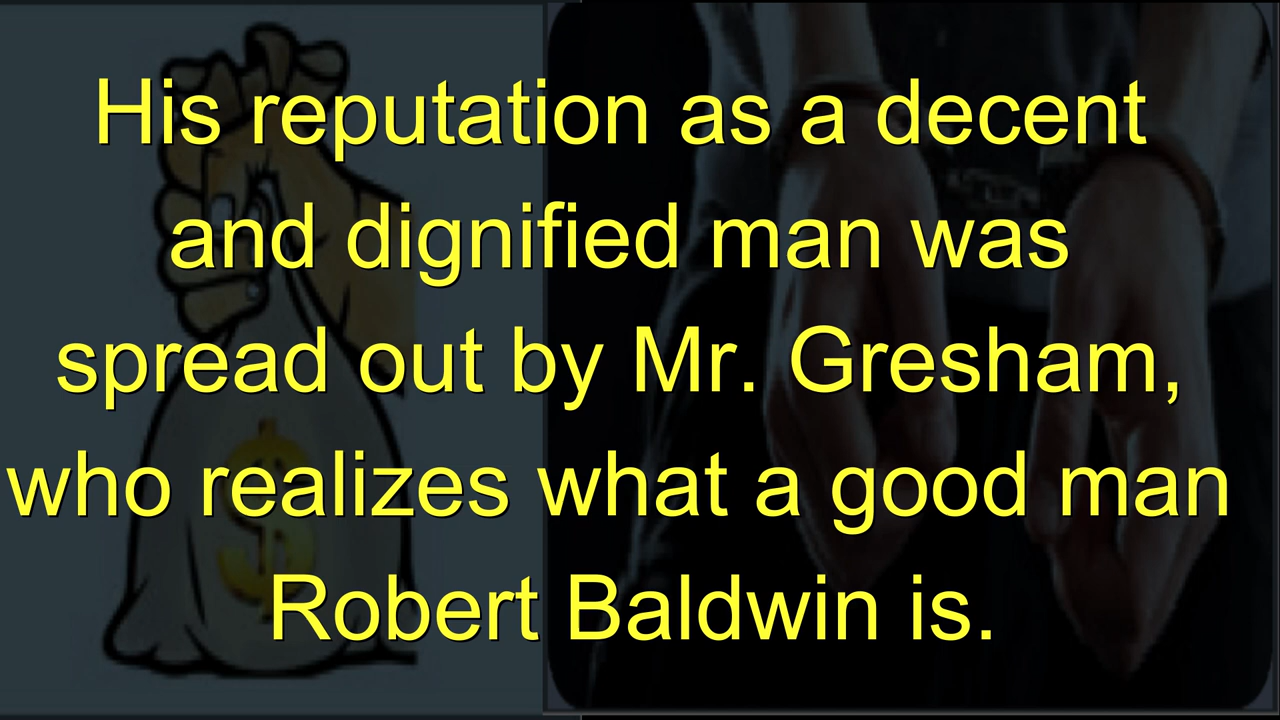 His reputation as a decent
and dignified man was
spread out by Mr. Gresham,
who realizes what a good man
Robert Baldwin is.
$